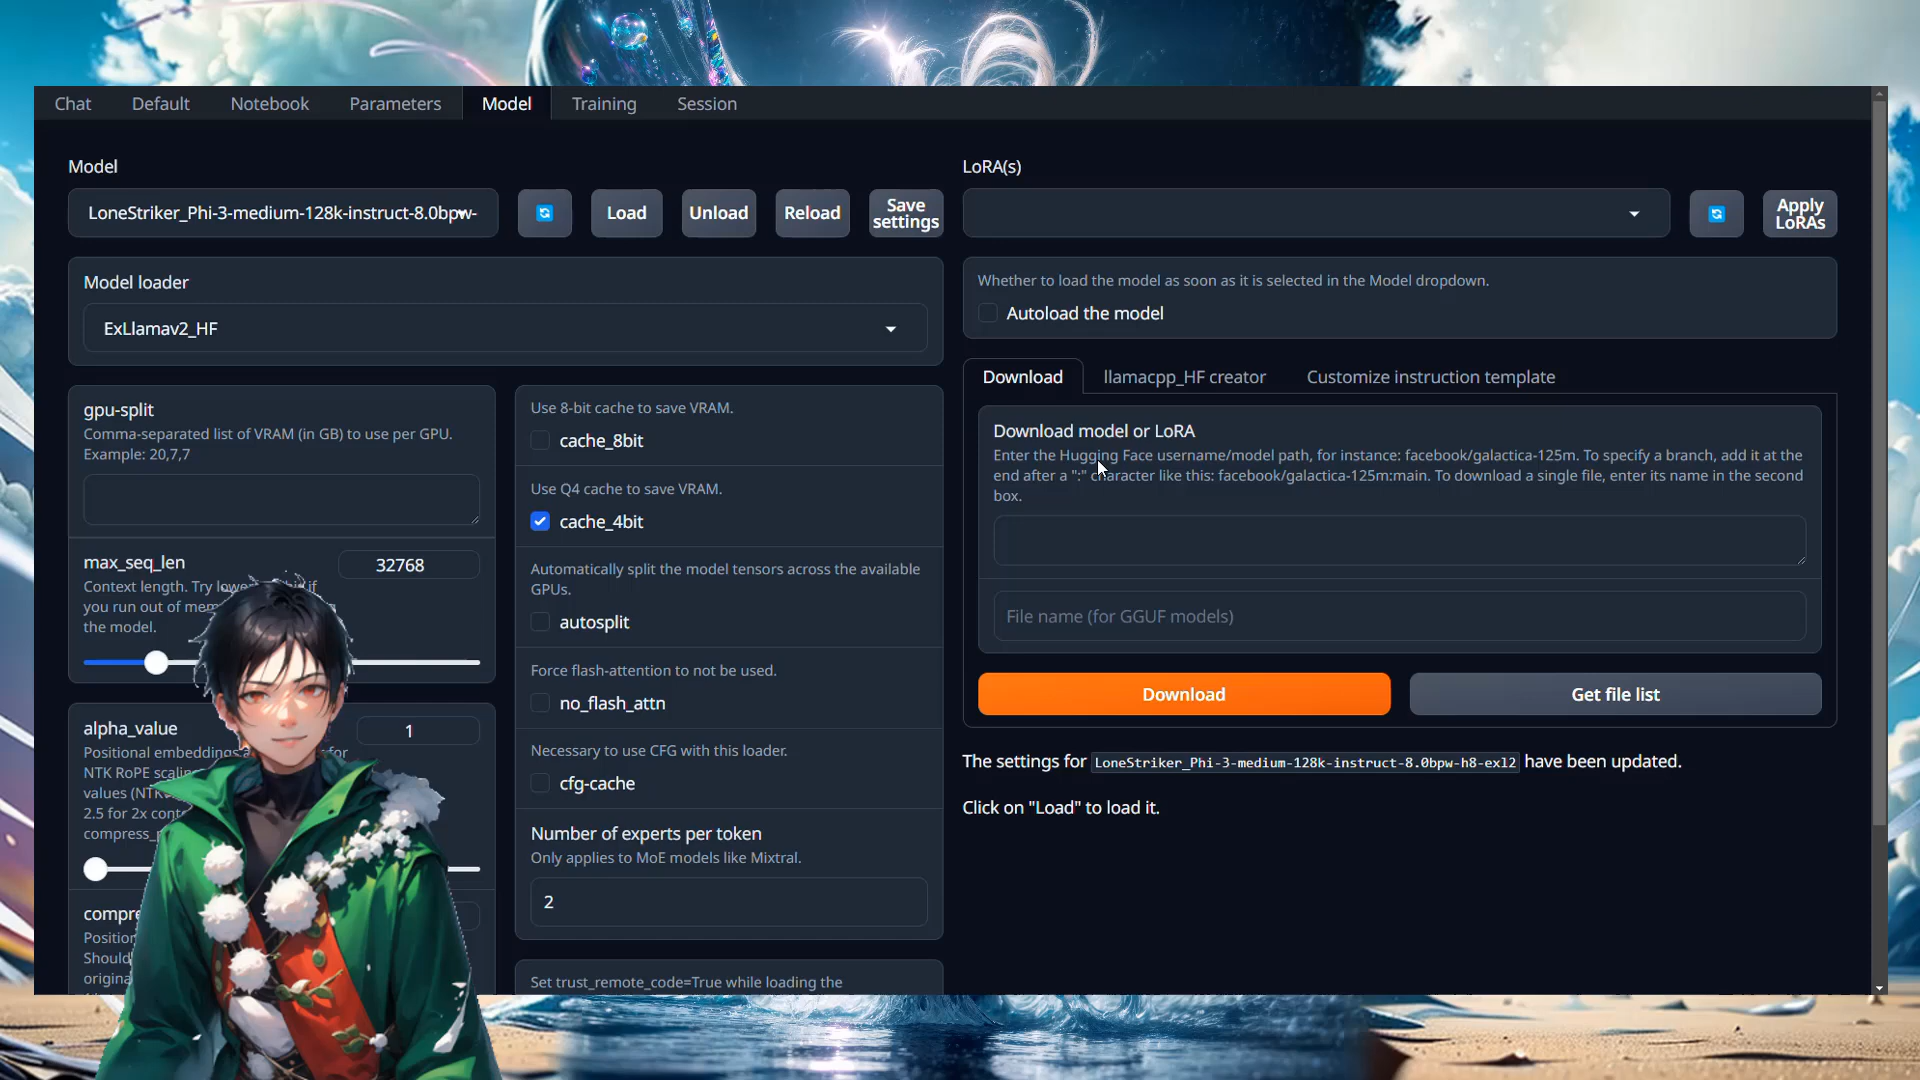 Chat Default Notebook Parameters Model Training Session
Model
LoneStriker_Phi-3-medium-128k-instruct-8.0bpw-
Load Unload Reload Save settings
Model loader
ExLlamav2_HF
gpu-split
Comma-separated list of VRAM (in GB) to use per GPU.
Example: 20,7,7
max_seq_len
32768
Context length. Try lower if
you run out of
the model.
alpha_value
1
Positional embeddings for
NTK RoPE
values
2.5 for 2x
Use 8-bit cache to save VRAM.
cache_8bit
Use Q4 cache to save VRAM.
cache_4bit
Automatically split the model tensors across the available
GPUs.
autosplit
Force flash-attention to not be used.
no_flash_attn
Necessary to use CFG with this loader.
cfg-cache
Number of experts per token
Only applies to MoE models like Mixtral.
2
Set trust_remote_code=True while loading the
LoRA(s)
Apply
LoRAs
Whether to load the model as soon as it is selected in the Model dropdown.
Autoload the model
Download llamacpp_HF creator Customize instruction template
Download model or LoRA
Enter the Hugging Face username/model path, for instance: facebook/galactica-125m. To specify a branch, add it at the
end after a ":" character like this: facebook/galactica-125m:main. To download a single file, enter its name in the second
box.
File name (for GGUF models)
Download Get file list
The settings for LoneStriker_Phi-3-medium-128k-instruct-8.0bpw-h8-exl2 have been updated.
Click on "Load" to load it.